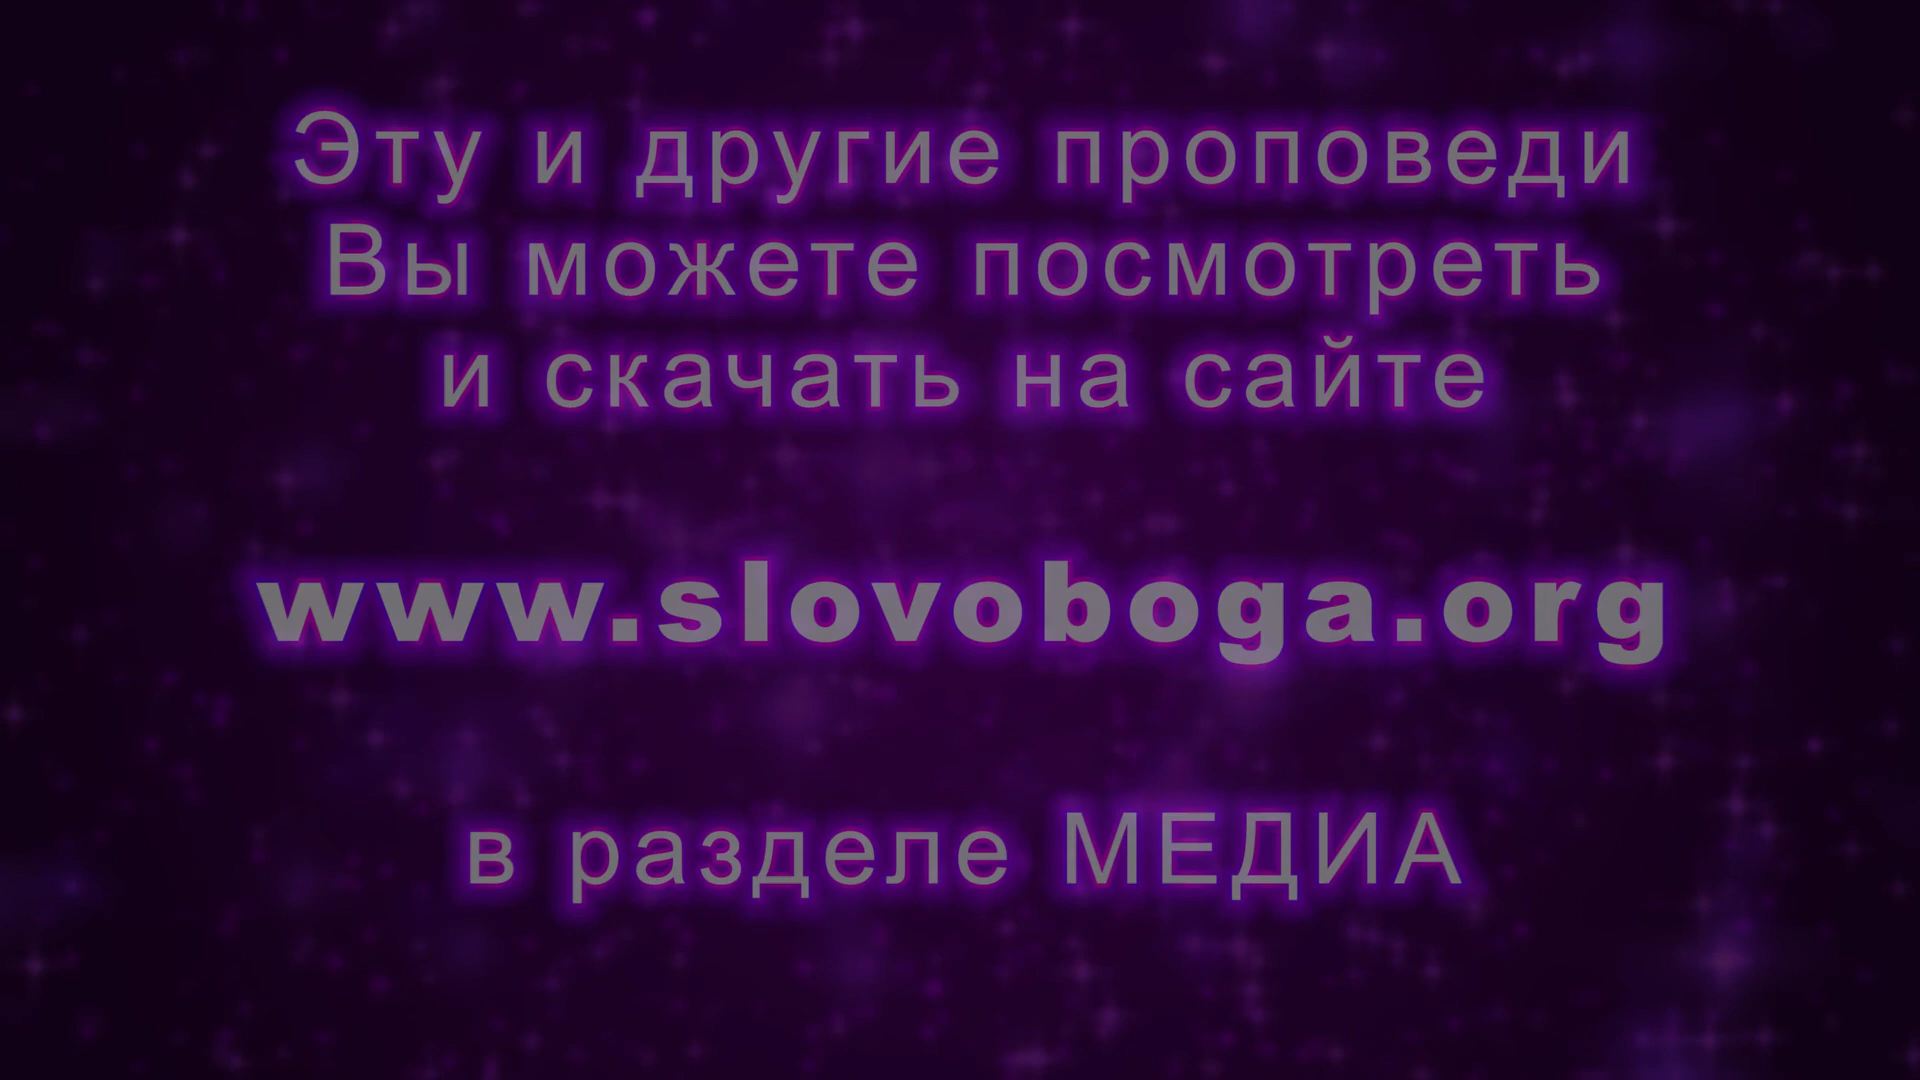 Эту и другие проповеди
Вы можете посмотреть
и скачать на сайте
www.slovoboga.org
в разделе МЕДИА